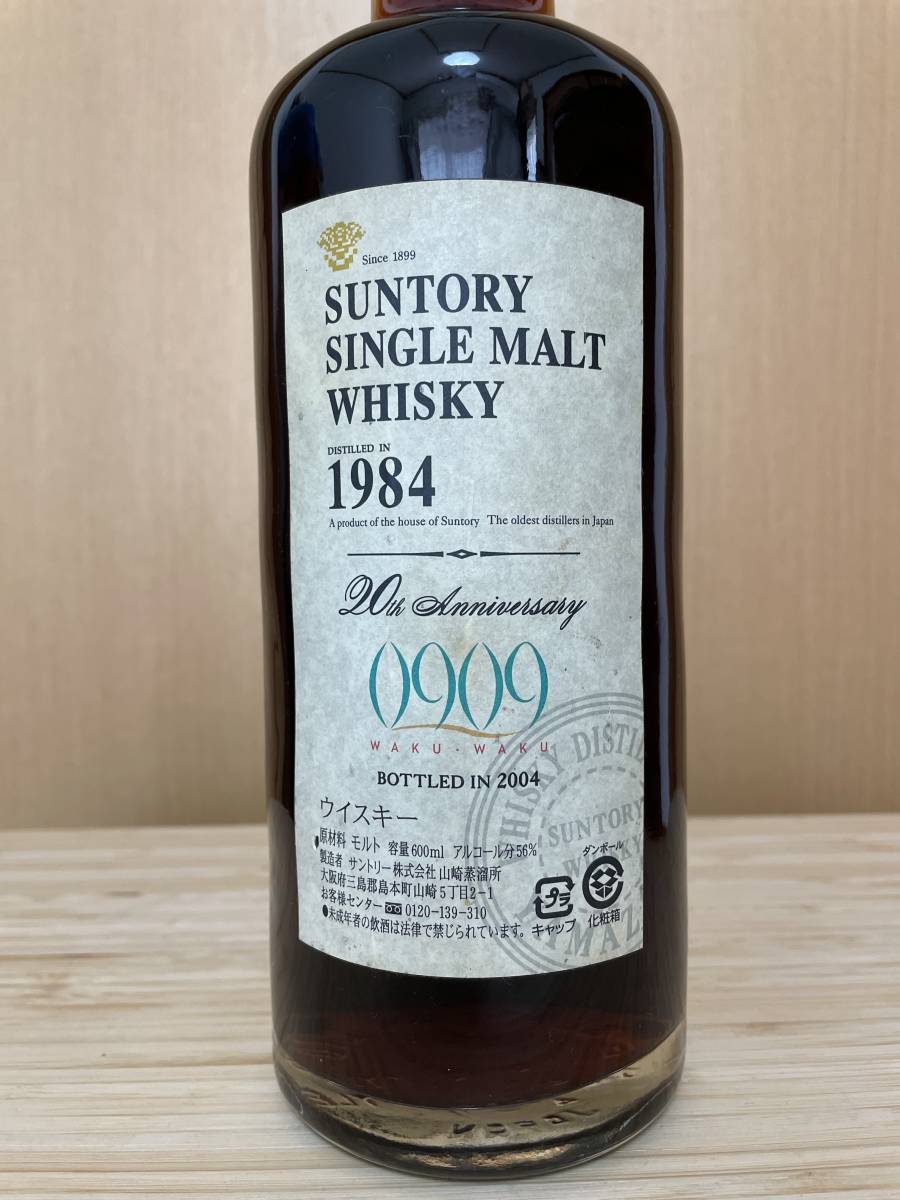 Since 1899
SUNTORY
SINGLE MALT
WHISKY
DISTILLED IN
1984
A product of the house of Suntory The oldest distillers in Japan
20th Anniversary
0909
WAKU-WAKU
BOTTLED IN 2004
ウイスキー
原材料 モルト 容量600ml アルコール分56%
製造者 サントリー株式会社 山崎蒸溜所
大阪府三島郡島本町山崎5丁目2-1
お客様センター 0120-139-310
●未成年者の飲酒は法律で禁じられています。
プラ
キャップ
ダンボール
化粧箱
WHISKY DISTIL
SUNTORY
WHISKY